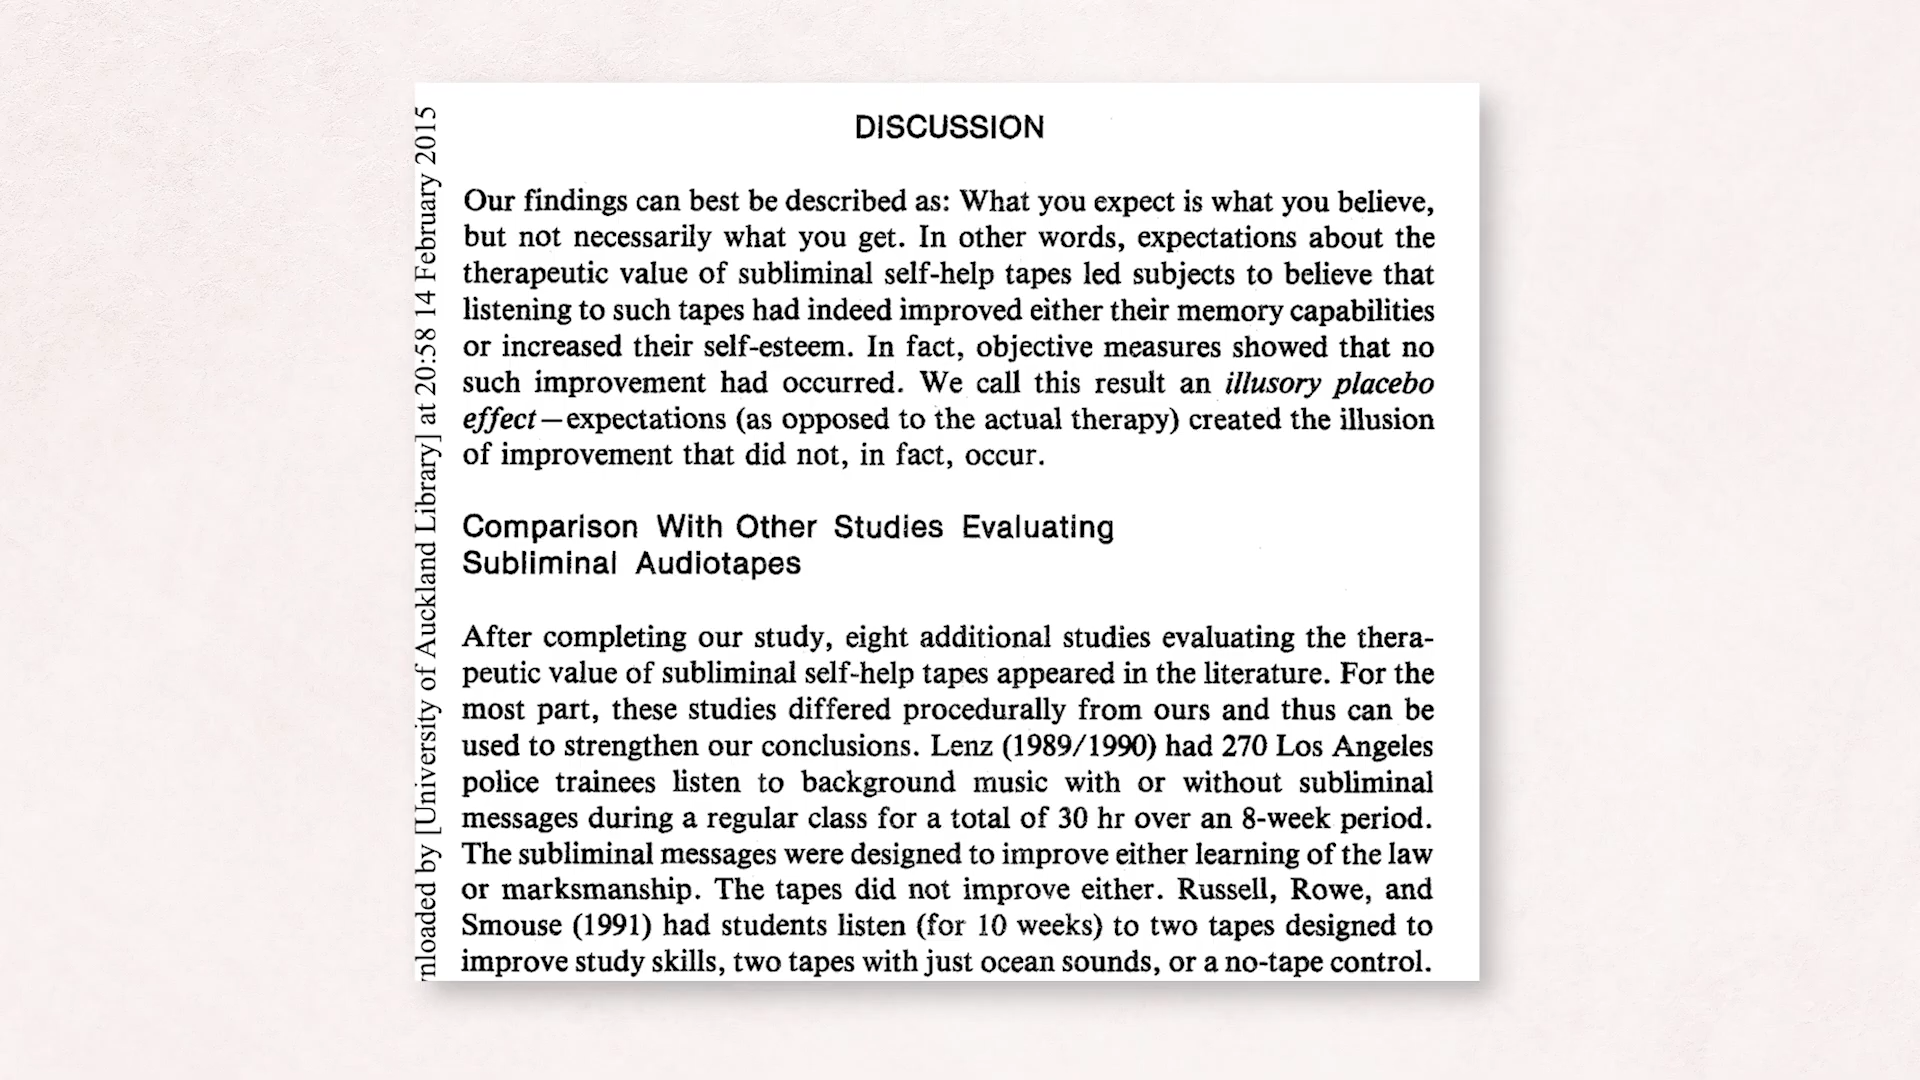 DISCUSSION
Our findings can best be described as: What you expect is what you believe,
but not necessarily what you get. In other words, expectations about the
therapeutic value of subliminal self-help tapes led subjects to believe that
listening to such tapes had indeed improved either their memory capabilities
or increased their self-esteem. In fact, objective measures showed that no
such improvement had occurred. We call this result an illusory placebo
effect—expectations (as opposed to the actual therapy) created the illusion
of improvement that did not, in fact, occur.
Comparison With Other Studies Evaluating
Subliminal Audiotapes
After completing our study, eight additional studies evaluating the thera-
peutic value of subliminal self-help tapes appeared in the literature. For the
most part, these studies differed procedurally from ours and thus can be
used to strengthen our conclusions. Lenz (1989/1990) had 270 Los Angeles
police trainees listen to background music with or without subliminal
messages during a regular class for a total of 30 hr over an 8-week period.
The subliminal messages were designed to improve either learning of the law
or marksmanship. The tapes did not improve either. Russell, Rowe, and
Smouse (1991) had students listen (for 10 weeks) to two tapes designed to
improve study skills, two tapes with just ocean sounds, or a no-tape control.
nloaded by [University of Auckland Library] at 20:58 14 February 2015